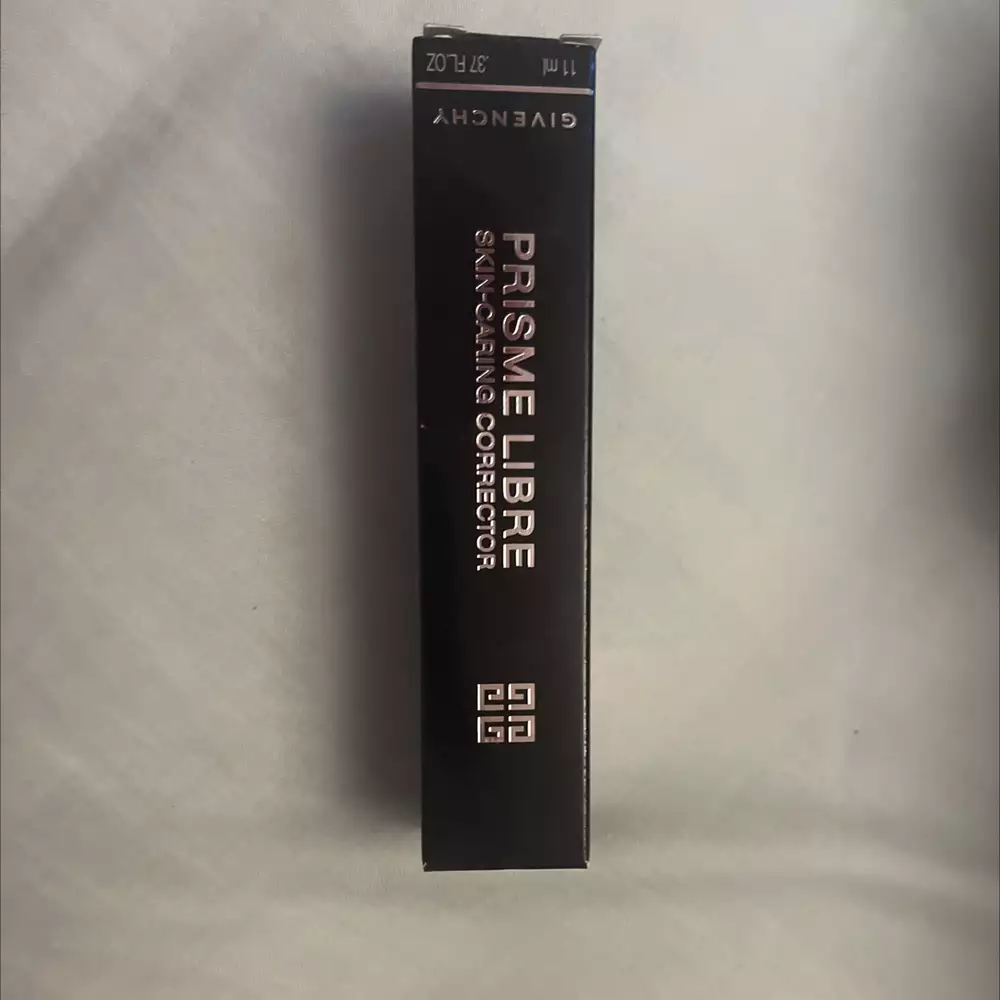 PRISME LIBRE
SKIN-CARING CORRECTOR
GIVENCHY
11 ml .37 FL.OZ